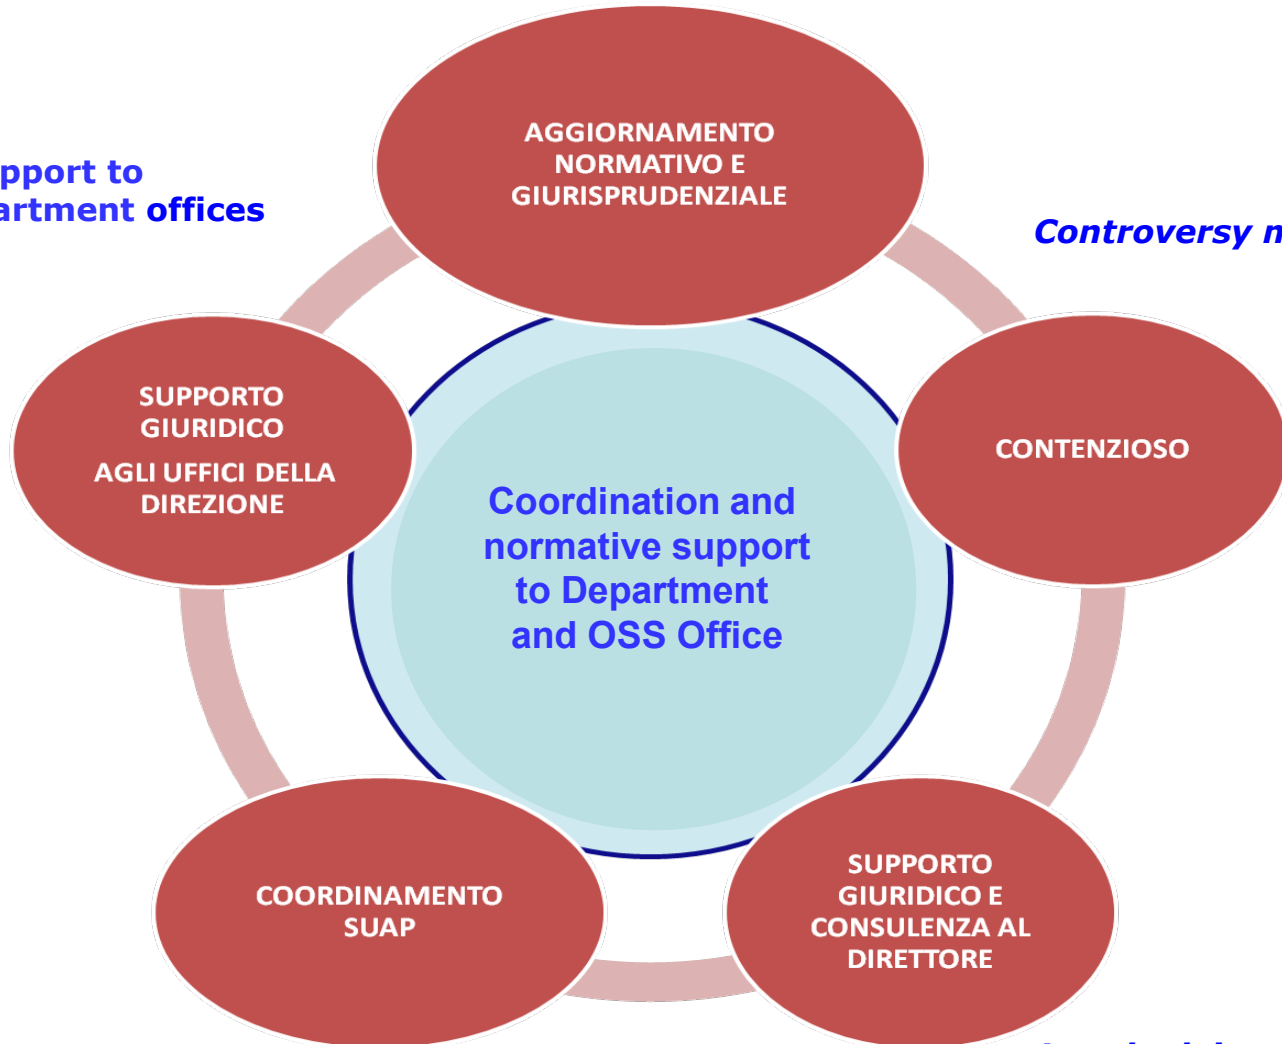 AGGIORNAMENTO
NORMATIVO E
GIURISPRUDENZIALE
pport to
artment offices
Controversy
SUPPORTO
GIURIDICO
AGLI UFFICI DELLA
DIREZIONE
CONTENZIOSO
Coordination and
normative support
to Department
and OSS Office
COORDINAMENTO
SUAP
SUPPORTO
GIURIDICO E
CONSULENZA AL
DIRETTORE